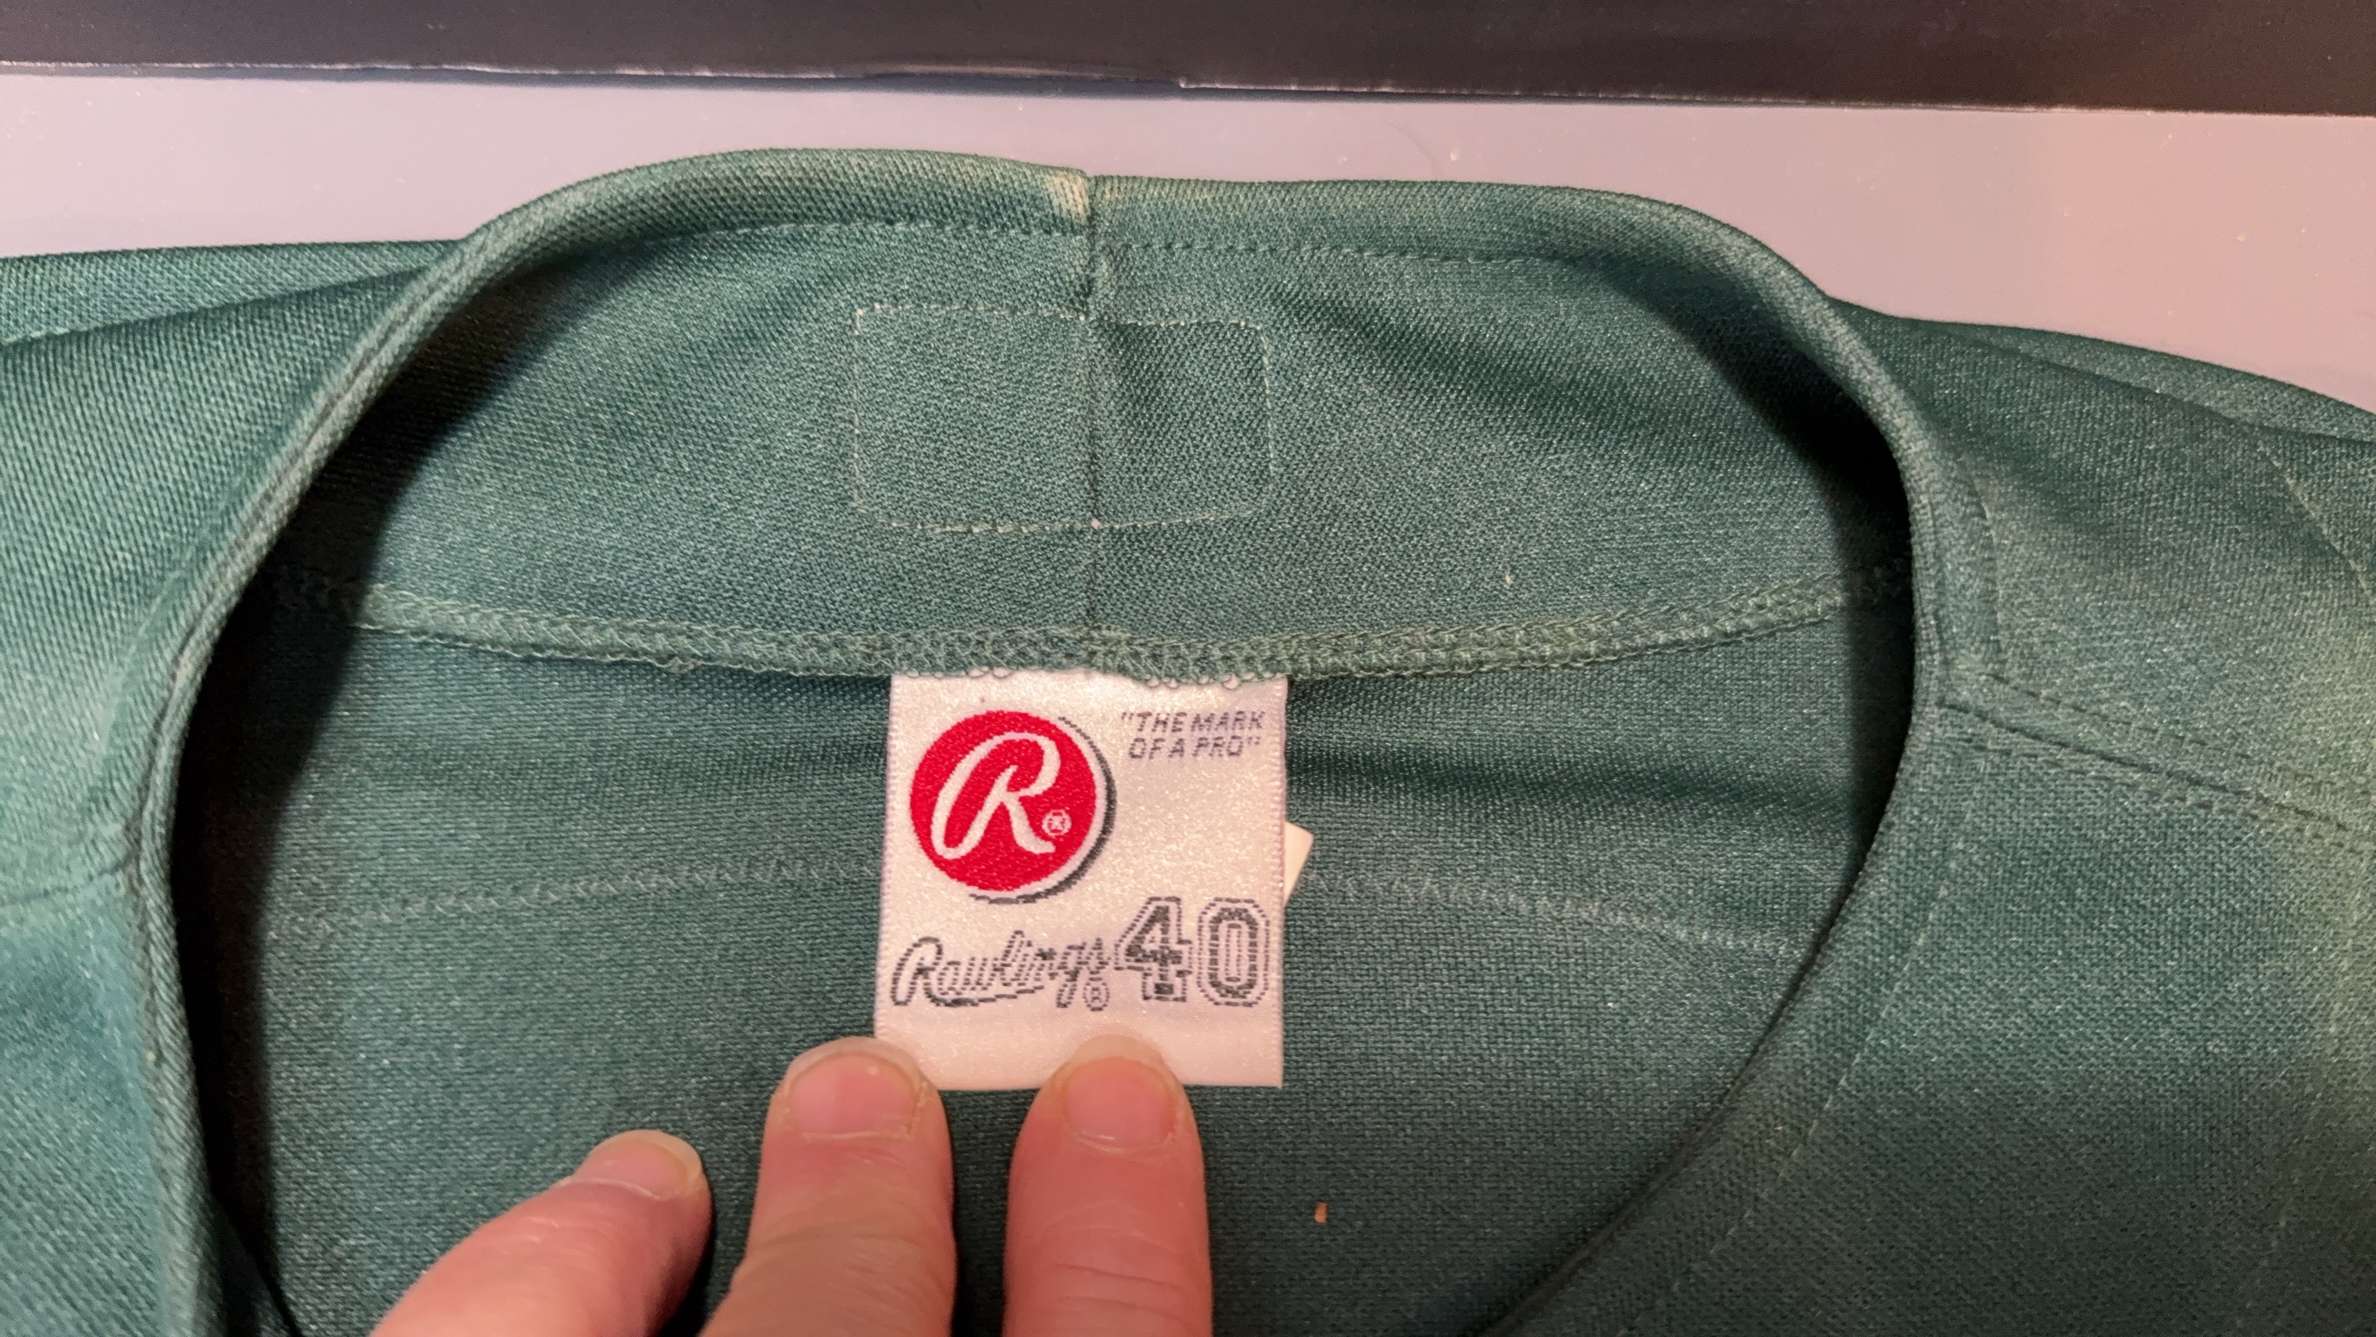 "THE MARK
OF A PRO"
R®
Rawlings® 40